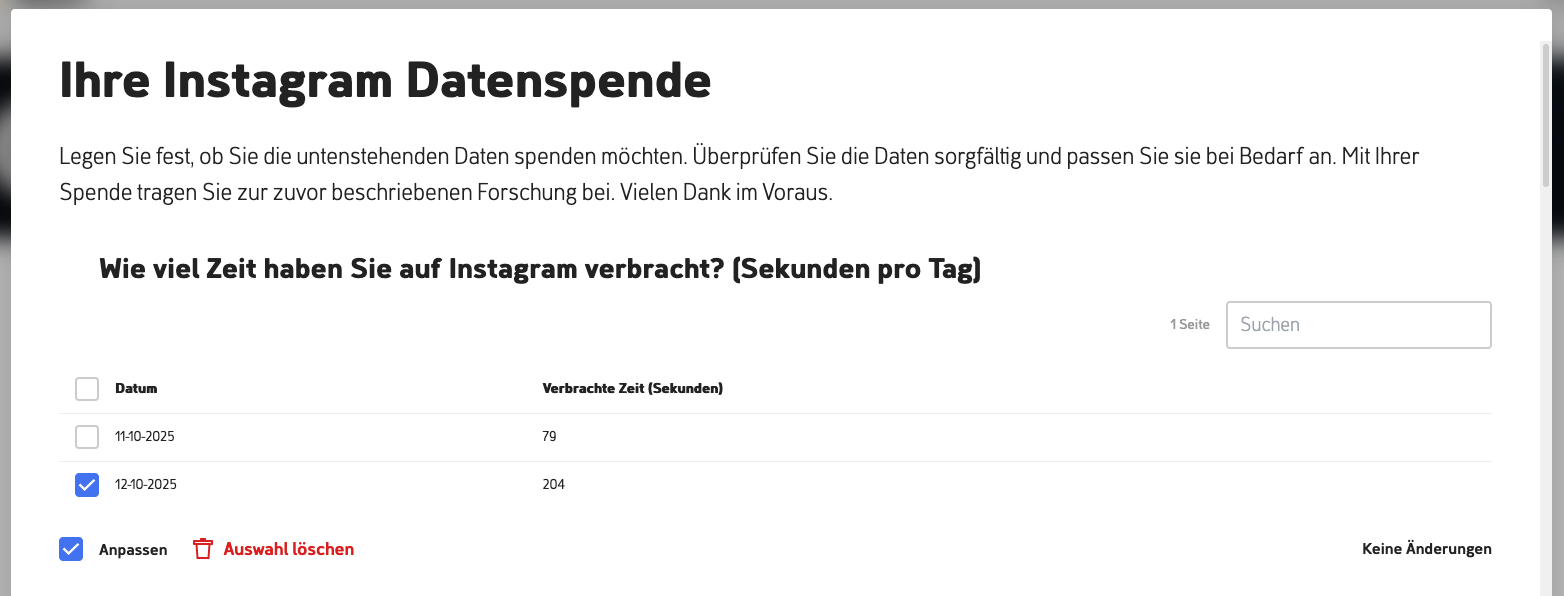 Ihre Instagram Datenspende
Legen Sie fest, ob Sie die untenstehenden Daten spenden möchten. Überprüfen Sie die Daten sorgfältig und passen Sie sie bei Bedarf an. Mit Ihrer
Spende tragen Sie zur zuvor beschriebenen Forschung bei. Vielen Dank im Voraus.
Wie viel Zeit haben Sie auf Instagram verbracht? (Sekunden pro Tag)
1 Seite Suchen
Datum Verbrachte Zeit (Sekunden)
11-10-2025 79
12-10-2025 204
Anpassen Auswahl löschen Keine Änderungen